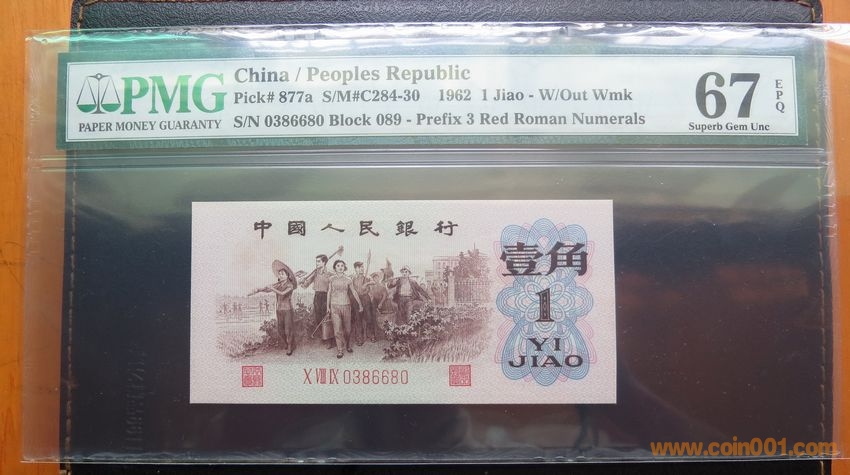 PMG
PAPER MONEY GUARANTY
China / Peoples Republic
Pick# 877a S/M#C284-30 1962 1 Jiao - W/Out Wmk
S/N 0386680 Block 089 - Prefix 3 Red Roman Numerals
67
EPQ
Superb Gem Unc
中國人民銀行
壹角
1
YI
JIAO
X VIII IX 0386680
www.coin001.com